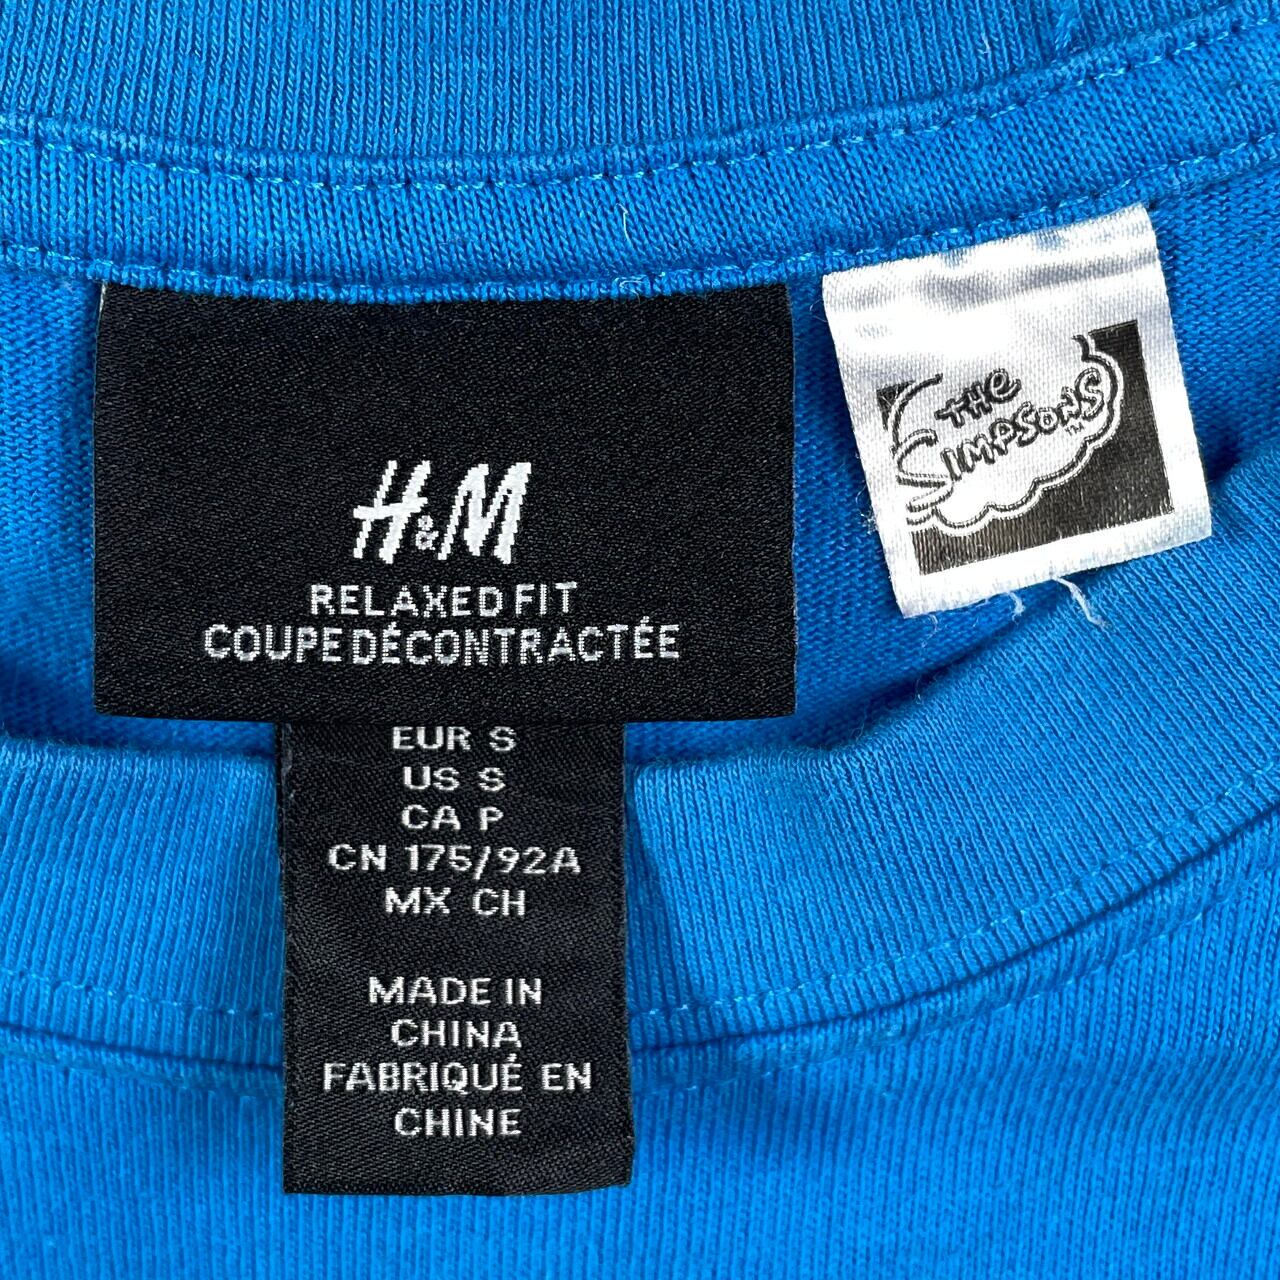 H&M
RELAXED FIT
COUPE DÉCONTRACTÉE
EUR S
US S
CA P
CN 175/92A
MX CH
MADE IN
CHINA
FABRIQUÉ EN
CHINE
THE
SIMPSONS™